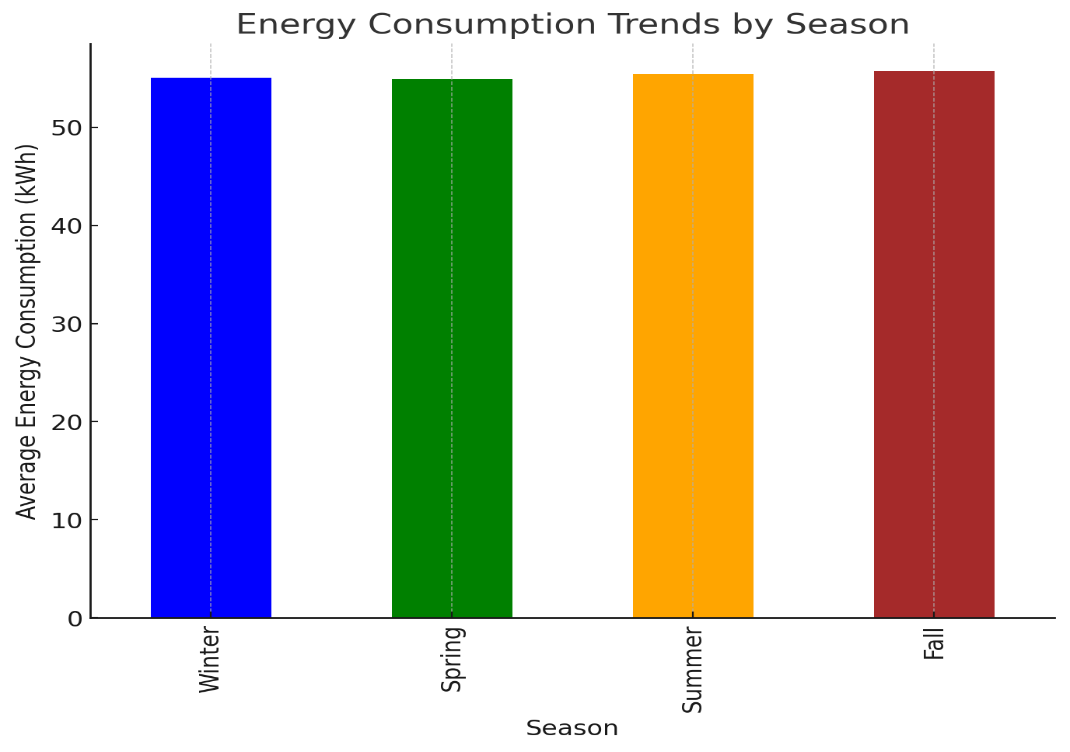 Energy Consumption Trends by Season
Average Energy Consumption (kWh)
50
40
30
20
10
0
Winter
Spring
Summer
Fall
Season